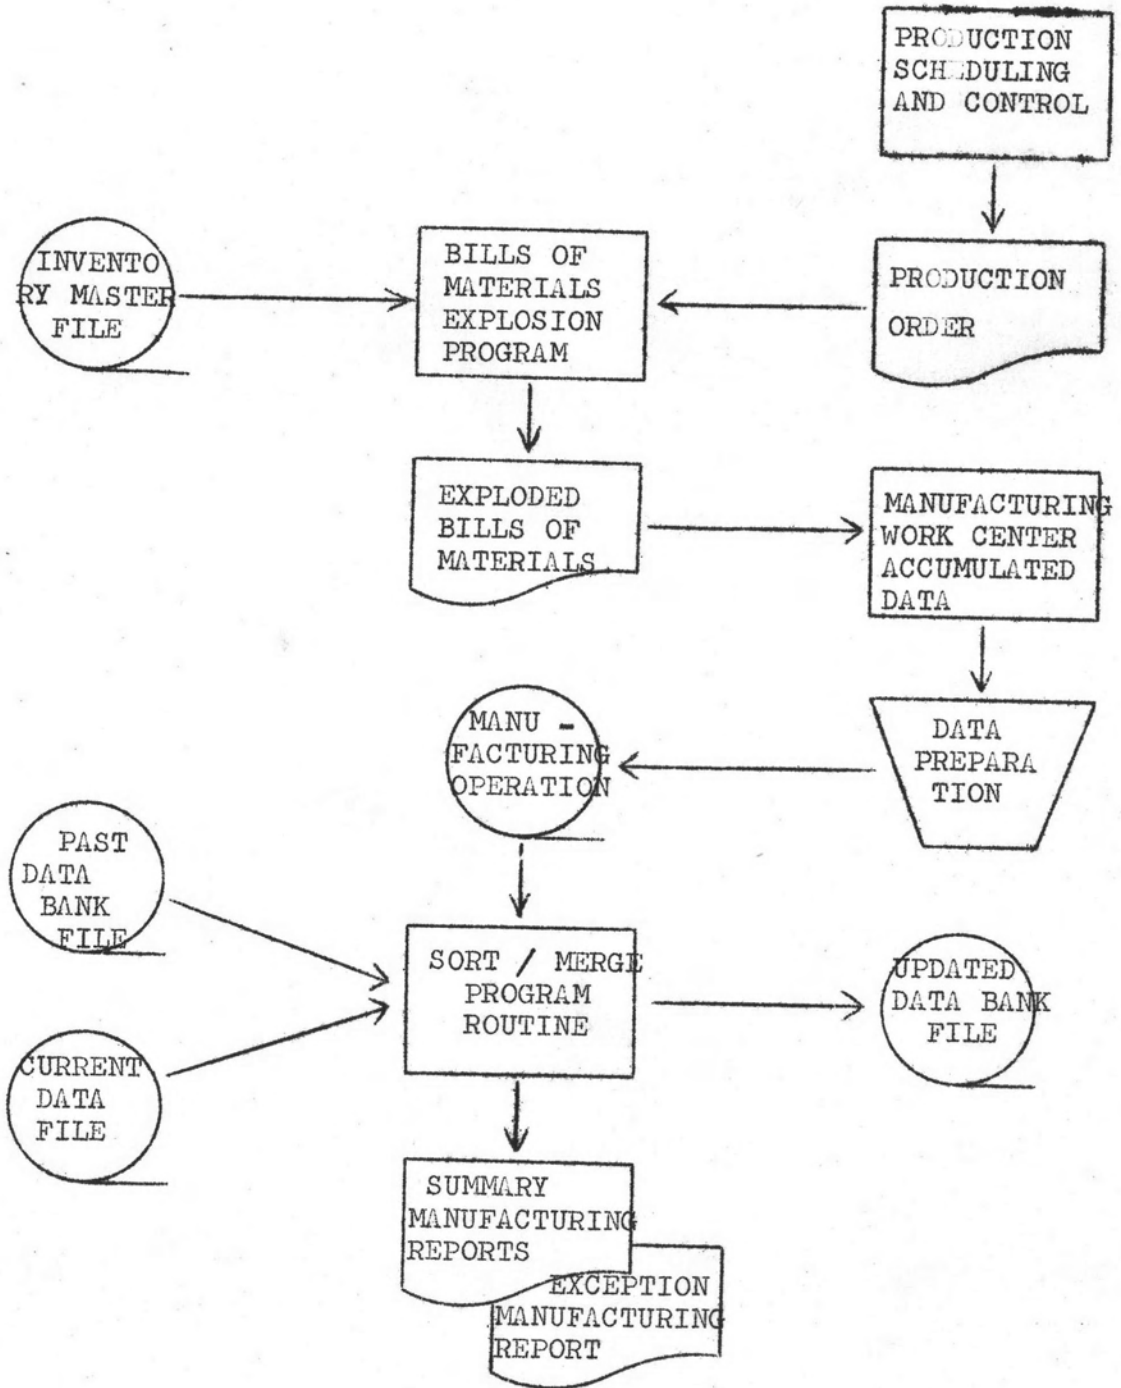 PRODUCTION
SCHEDULING
AND CONTROL
INVENTO
RY MASTER
FILE
BILLS OF
MATERIALS
EXPLOSION
PROGRAM
PRODUCTION
ORDER
EXPLODED
BILLS OF
MATERIALS
MANUFACTURING
WORK CENTER
ACCUMULATED
DATA
MANU -
FACTURING
OPERATION
DATA
PREPARA
TION
PAST
DATA
BANK
FILE
SORT / MERGE
PROGRAM
ROUTINE
UPDATED
DATA BANK
FILE
CURRENT
DATA
FILE
SUMMARY
MANUFACTURING
REPORTS
EXCEPTION
MANUFACTURING
REPORT